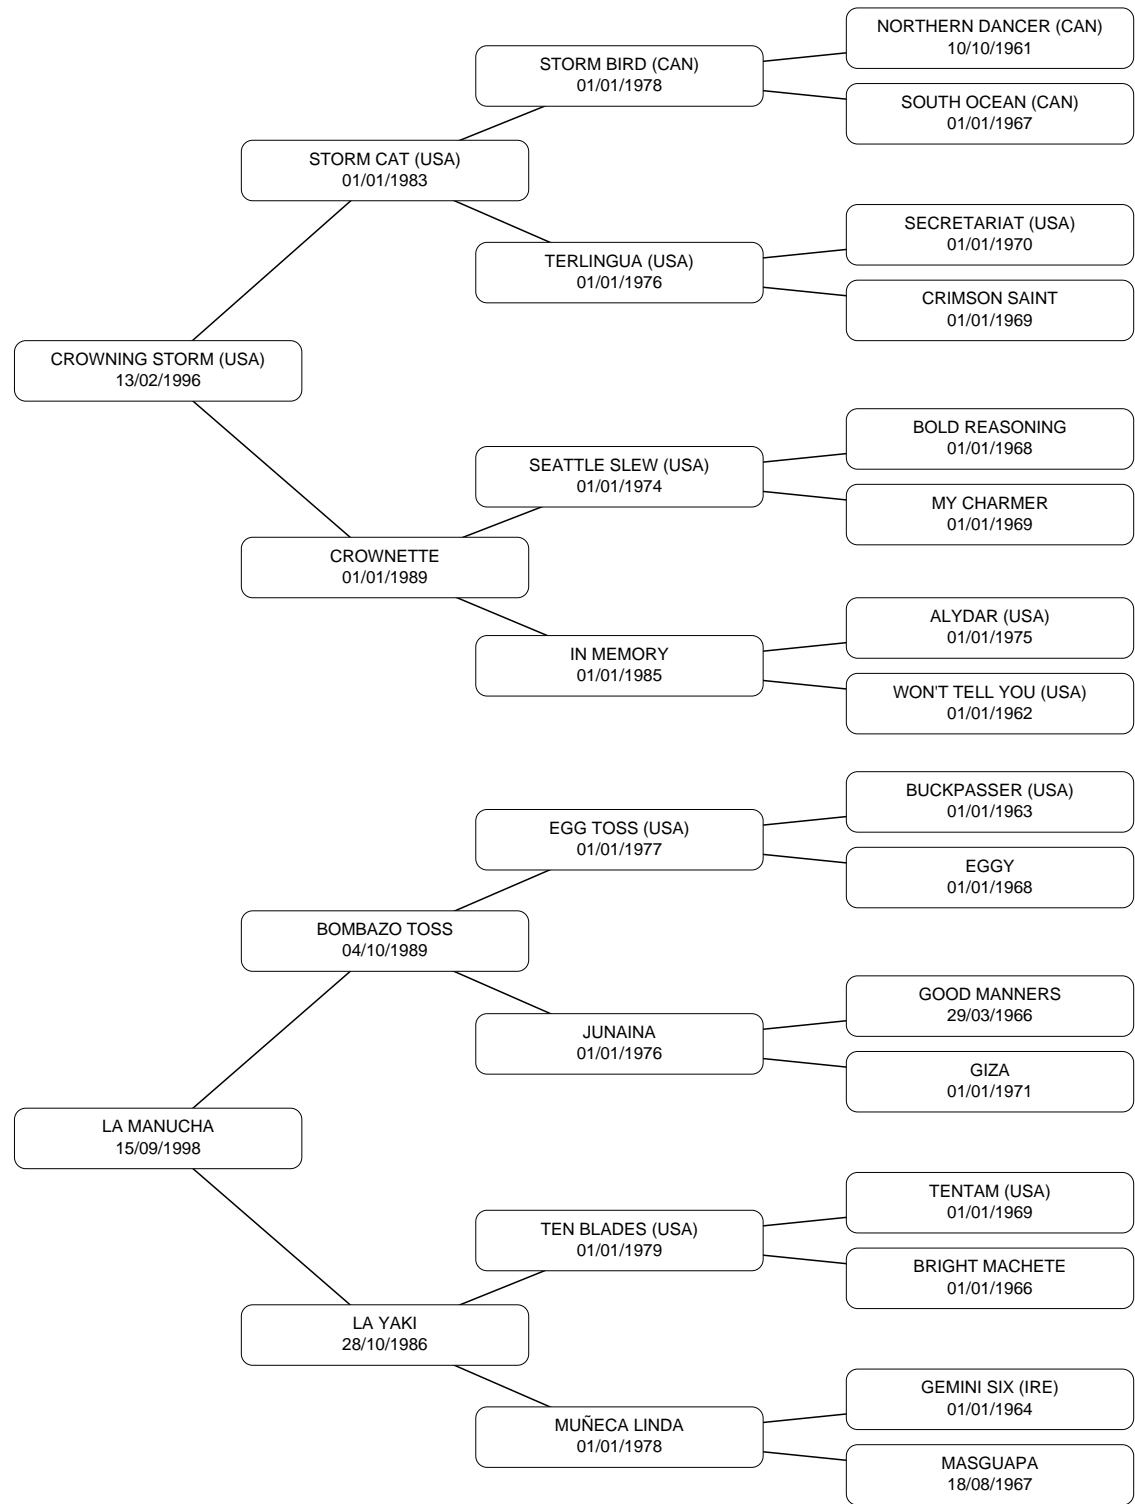 NORTHERN DANCER (CAN)
10/10/1961
STORM BIRD (CAN)
01/01/1978
SOUTH OCEAN (CAN)
01/01/1967
STORM CAT (USA)
01/01/1983
SECRETARIAT (USA)
01/01/1970
TERLINGUA (USA)
01/01/1976
CRIMSON SAINT
01/01/1969
CROWNING STORM (USA)
13/02/1996
BOLD REASONING
01/01/1968
SEATTLE SLEW (USA)
01/01/1974
MY CHARMER
01/01/1969
CROWNETTE
01/01/1989
ALYDAR (USA)
01/01/1975
IN MEMORY
01/01/1985
WON'T TELL YOU (USA)
01/01/1962
BUCKPASSER (USA)
01/01/1963
EGG TOSS (USA)
01/01/1977
EGGY
01/01/1968
BOMBAZO TOSS
04/10/1989
GOOD MANNERS
29/03/1966
JUNAINA
01/01/1976
GIZA
01/01/1971
LA MANUCHA
15/09/1998
TENTAM (USA)
01/01/1969
TEN BLADES (USA)
01/01/1979
BRIGHT MACHETE
01/01/1966
LA YAKI
28/10/1986
GEMINI SIX (IRE)
01/01/1964
MUÑECA LINDA
01/01/1978
MASGUAPA
18/08/1967